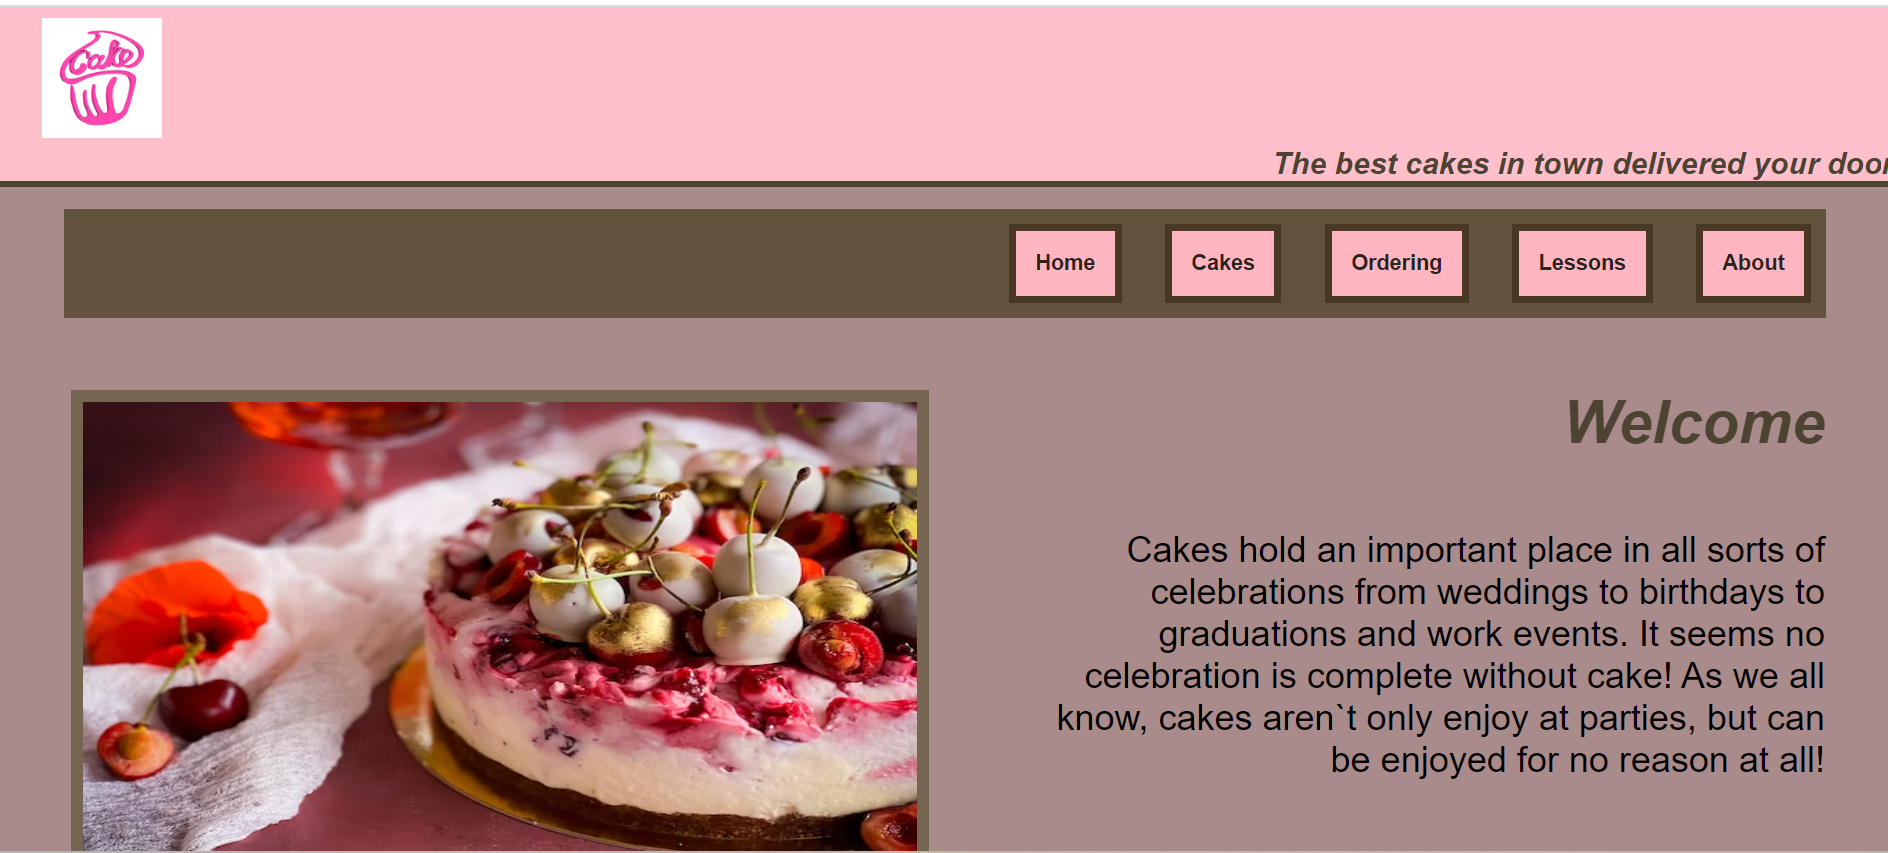 Cake
The best cakes in town delivered your door
Home Cakes Ordering Lessons About
Welcome
Cakes hold an important place in all sorts of
celebrations from weddings to birthdays to
graduations and work events. It seems no
celebration is complete without cake! As we all
know, cakes aren`t only enjoy at parties, but can
be enjoyed for no reason at all!